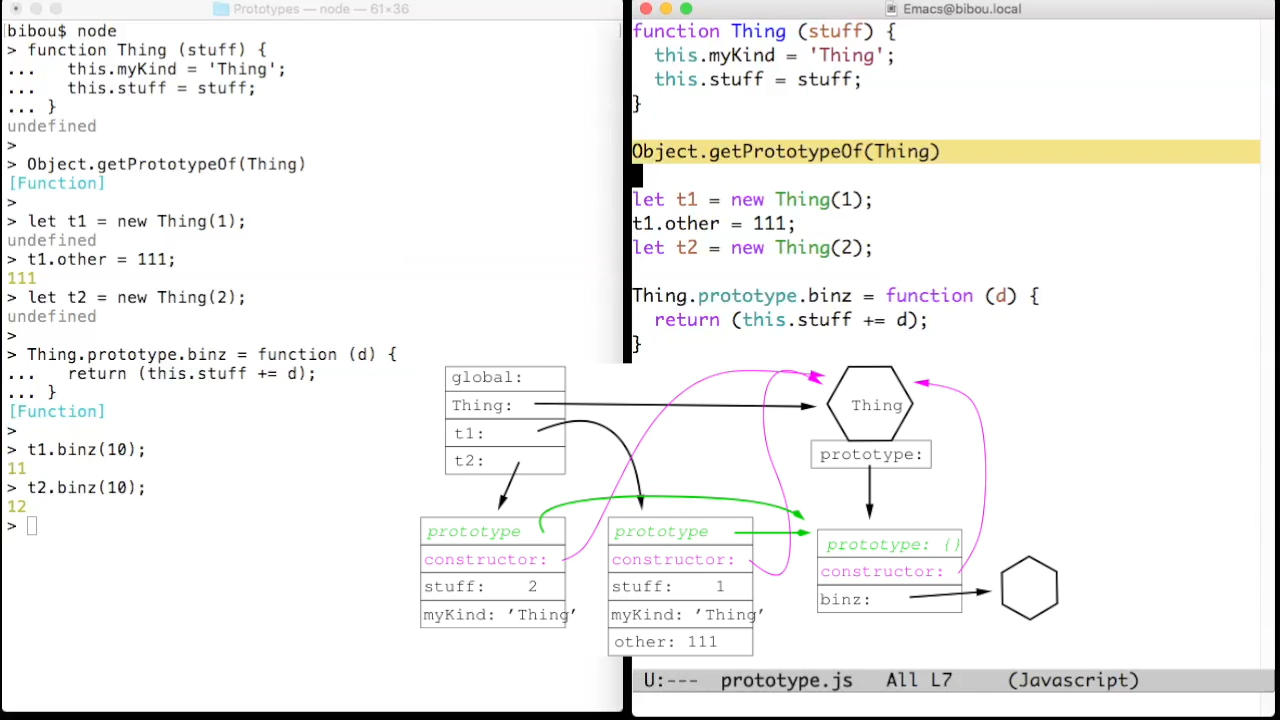 Prototypes — node — 61×36
bibou$ node
> function Thing (stuff) {
...    this.myKind = 'Thing';
...    this.stuff = stuff;
... }
undefined
>
> Object.getPrototypeOf(Thing)
[Function]
>
> let t1 = new Thing(1);
undefined
> t1.other = 111;
111
> let t2 = new Thing(2);
undefined
>
> Thing.prototype.binz = function (d) {
...    return (this.stuff += d);
... }
[Function]
>
> t1.binz(10);
11
> t2.binz(10);
12
>
Emacs@bibou.local
function Thing (stuff) {
  this.myKind = 'Thing';
  this.stuff = stuff;
}
Object.getPrototypeOf(Thing)
let t1 = new Thing(1);
t1.other = 111;
let t2 = new Thing(2);
Thing.prototype.binz = function (d) {
  return (this.stuff += d);
}
global:
Thing:
t1:
t2:
Thing
prototype:
prototype
constructor:
stuff: 2
myKind: 'Thing'
prototype
constructor:
stuff: 1
myKind: 'Thing'
other: 111
prototype: {}
constructor:
binz:
U:--- prototype.js All L7 (Javascript)